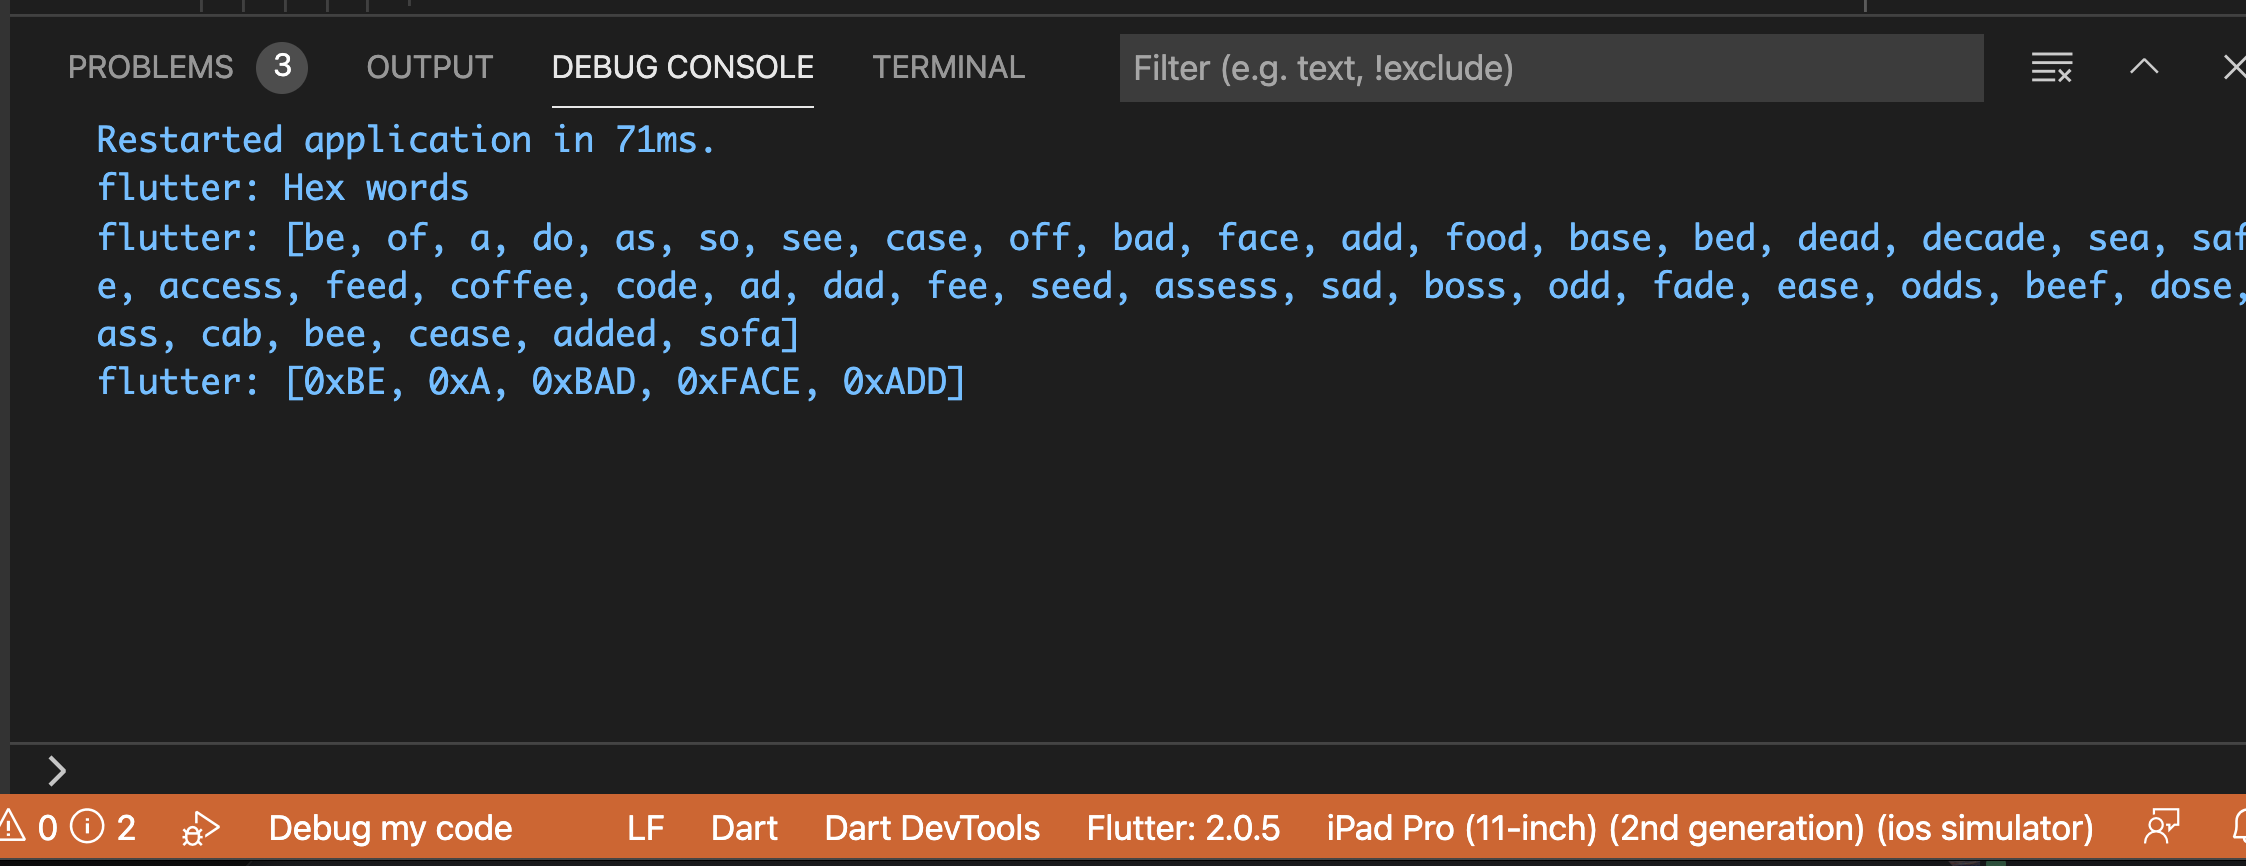 PROBLEMS 3 OUTPUT DEBUG CONSOLE TERMINAL Filter (e.g. text, !exclude)
Restarted application in 71ms.
flutter: Hex words
flutter: [be, of, a, do, as, so, see, case, off, bad, face, add, food, base, bed, dead, decade, sea, saf
e, access, feed, coffee, code, ad, dad, fee, seed, assess, sad, boss, odd, fade, ease, odds, beef, dose,
ass, cab, bee, cease, added, sofa]
flutter: [0xBE, 0xA, 0xBAD, 0xFACE, 0xADD]
0 2 Debug my code LF Dart Dart DevTools Flutter: 2.0.5 iPad Pro (11-inch) (2nd generation) (ios simulator)